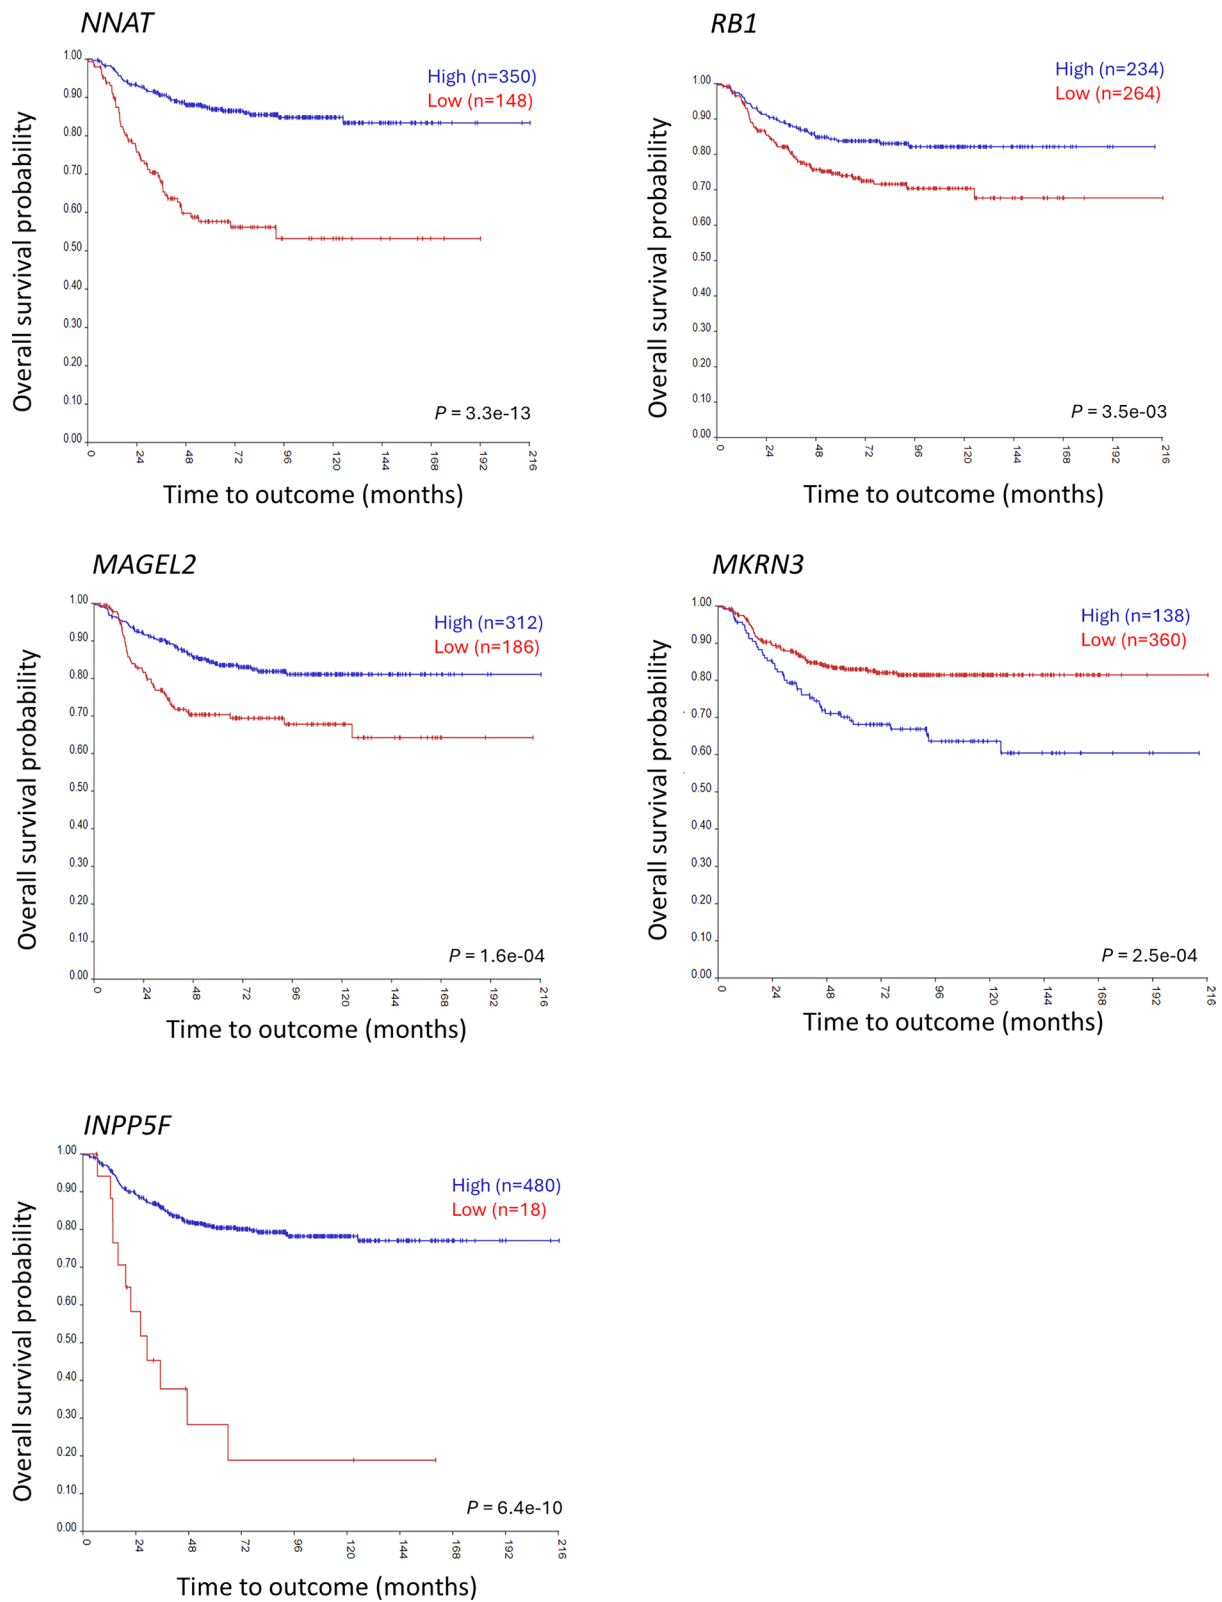 NNAT
1.00
0.90
0.80
0.70
0.60
0.50
0.40
0.30
0.20
0.10
0.00
High (n=350)
Low (n=148)
P = 3.3e-13
0 24 48 72 96 120 144 168 192 216
Overall survival probability
Time to outcome (months)
RB1
1.00
0.90
0.80
0.70
0.60
0.50
0.40
0.30
0.20
0.10
0.00
High (n=234)
Low (n=264)
P = 3.5e-03
0 24 48 72 96 120 144 168 192 216
Overall survival probability
Time to outcome (months)
MAGEL2
1.00
0.90
0.80
0.70
0.60
0.50
0.40
0.30
0.20
0.10
0.00
High (n=312)
Low (n=186)
P = 1.6e-04
0 24 48 72 96 120 144 168 192 216
Overall survival probability
Time to outcome (months)
MKRN3
1.00
0.90
0.80
0.70
0.60
0.50
0.40
0.30
0.20
0.10
0.00
High (n=138)
Low (n=360)
P = 2.5e-04
0 24 48 72 96 120 144 168 192 216
Overall survival probability
Time to outcome (months)
INPP5F
1.00
0.90
0.80
0.70
0.60
0.50
0.40
0.30
0.20
0.10
0.00
High (n=480)
Low (n=18)
P = 6.4e-10
0 24 48 72 96 120 144 168 192 216
Overall survival probability
Time to outcome (months)